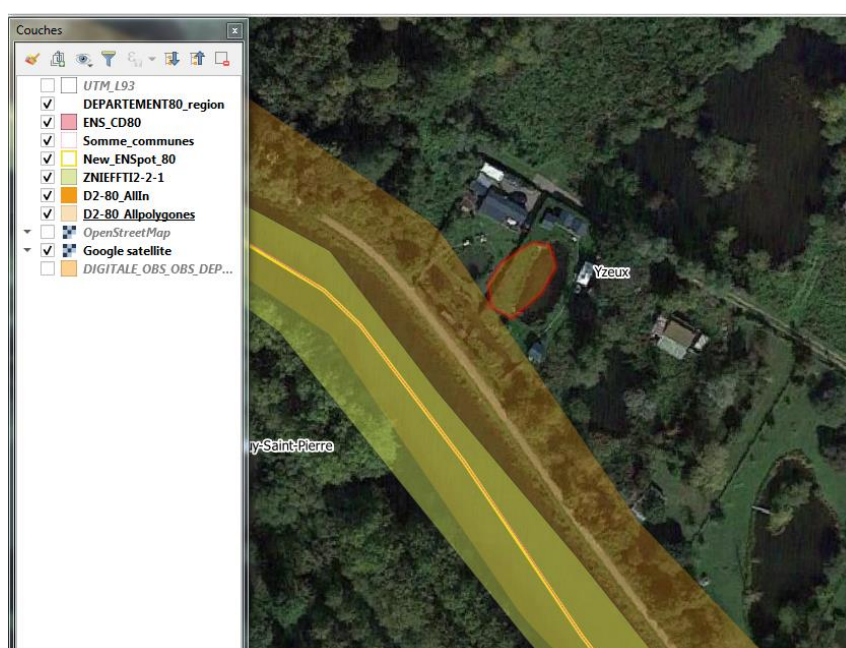 Couches
UTM_L93
DEPARTEMENT80_region
ENS_CD80
Somme_communes
New_ENSpot_80
ZNIEFFTI2-2-1
D2-80_AllIn
D2-80_Allpolygones
OpenStreetMap
Google satellite
DIGITALE_OBS_OBS_DEP...
Yzeux
y-Saint-Pierre